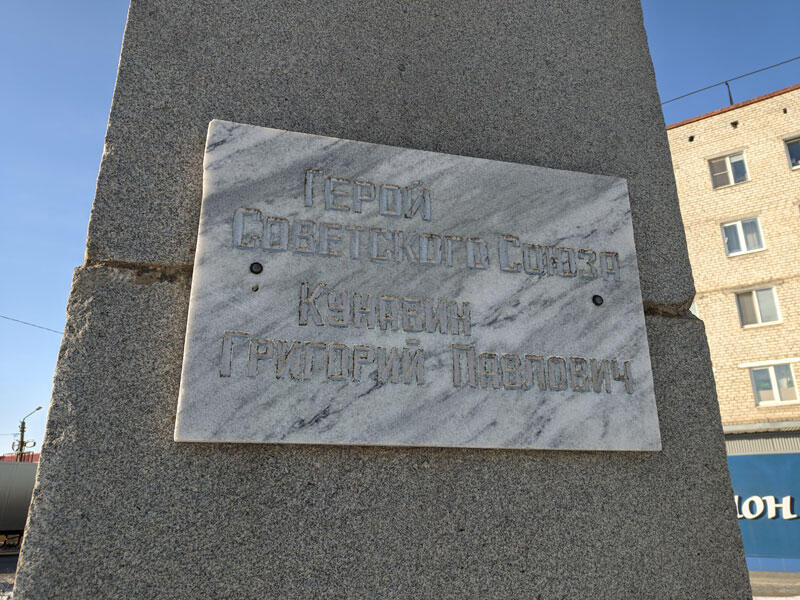 Герой
Советского Союза
Кунавин
Григорий Павлович